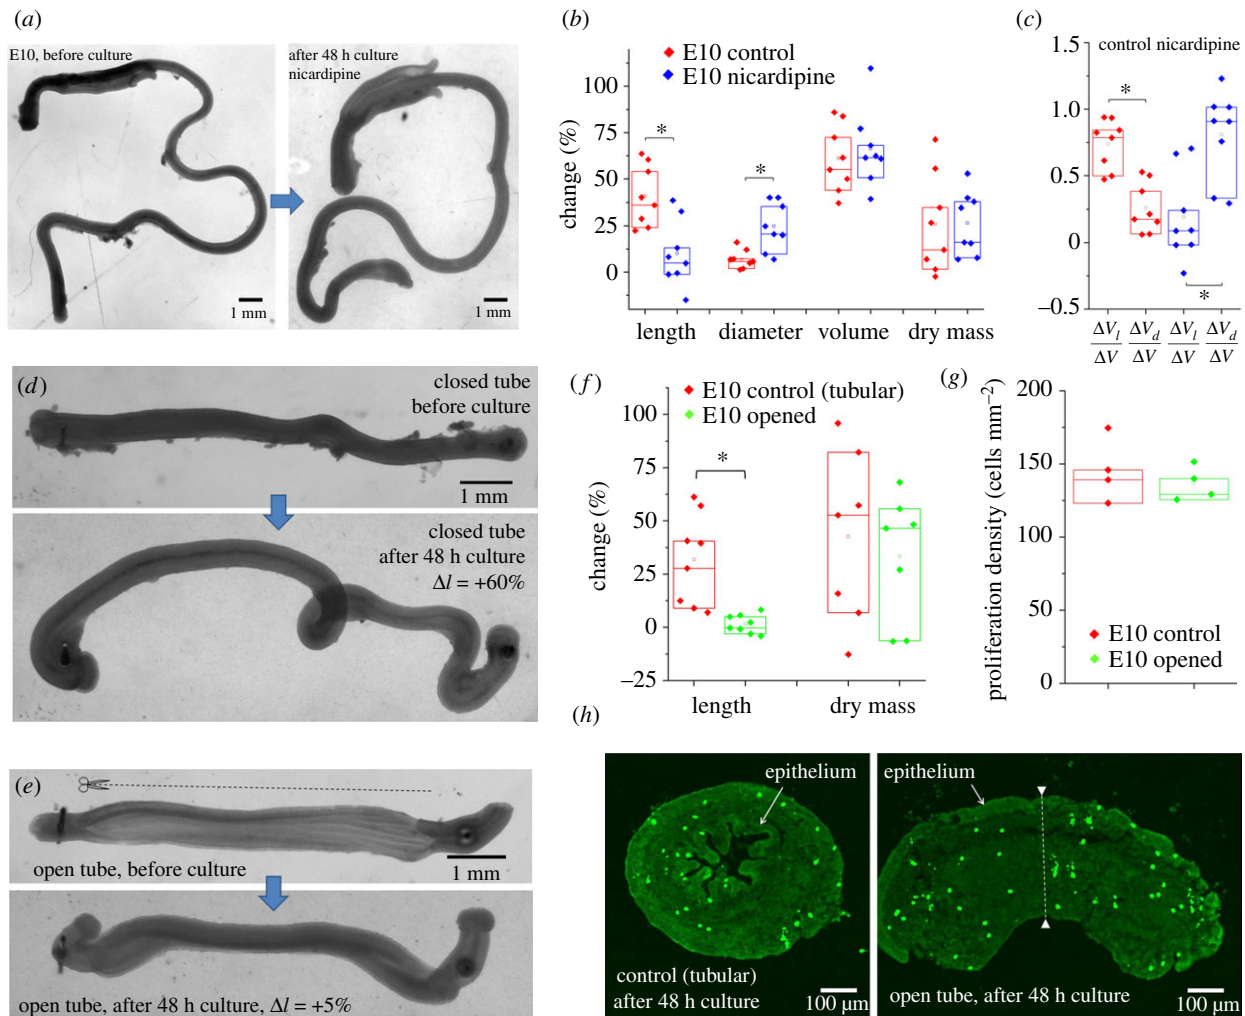 (a)
E10, before culture
1 mm
after 48 h culture
nicardipine
1 mm
(b)
E10 control
E10 nicardipine
change (%)
100
75
50
25
0
*
*
length
diameter
volume
dry mass
(c)
control nicardipine
1.5
1.0
0.5
0
−0.5
*
*
ΔV_l/ΔV
ΔV_d/ΔV
ΔV_l/ΔV
ΔV_d/ΔV
(d)
closed tube
before culture
1 mm
closed tube
after 48 h culture
Δl = +60%
(e)
open tube, before culture
1 mm
open tube, after 48 h culture, Δl = +5%
(f)
E10 control (tubular)
E10 opened
change (%)
100
75
50
25
0
−25
*
length
dry mass
(g)
proliferation density (cells mm⁻²)
200
150
100
50
0
E10 control
E10 opened
(h)
epithelium
control (tubular)
after 48 h culture
100 µm
epithelium
open tube, after 48 h culture
100 µm